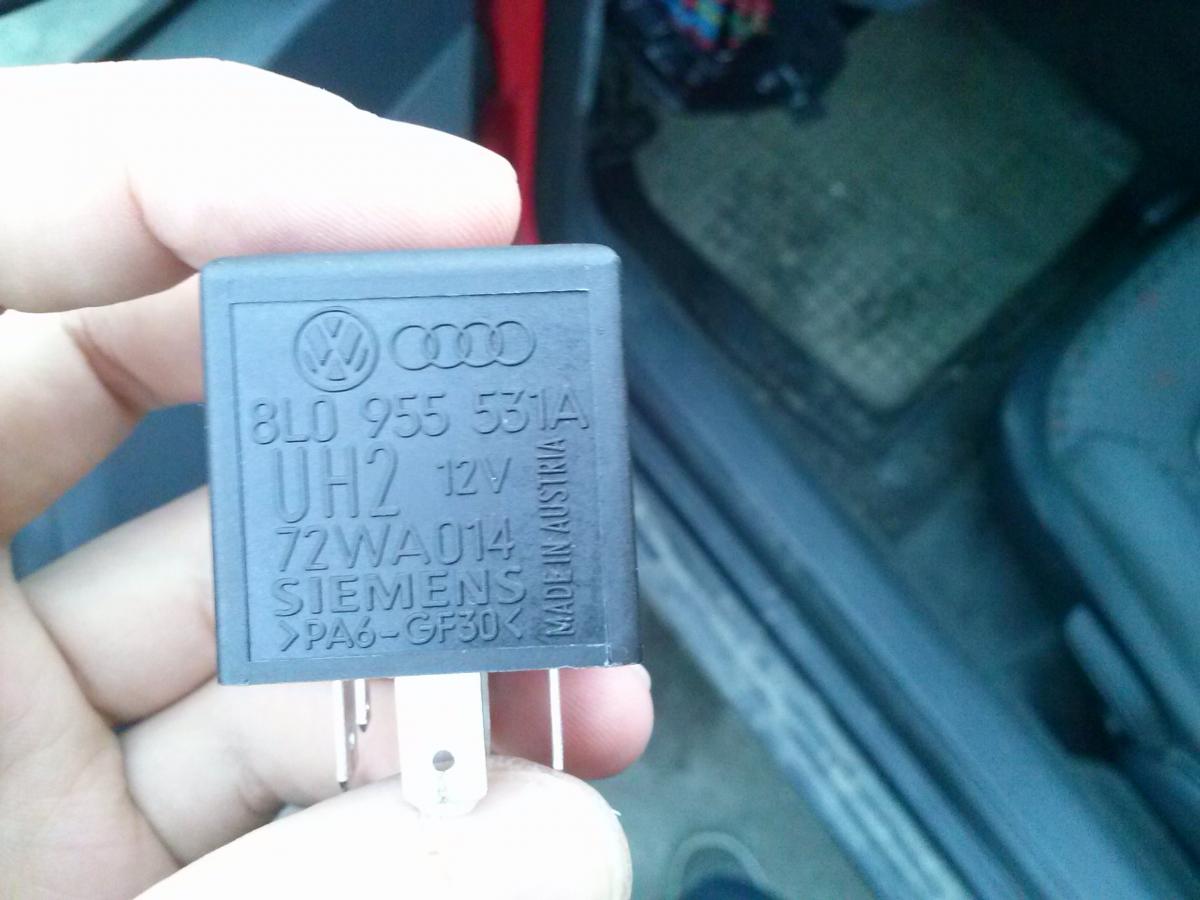 8L0 955 531A
UH2 12V
72WA014
SIEMENS
>PA6-GF30<
MADE IN AUSTRIA